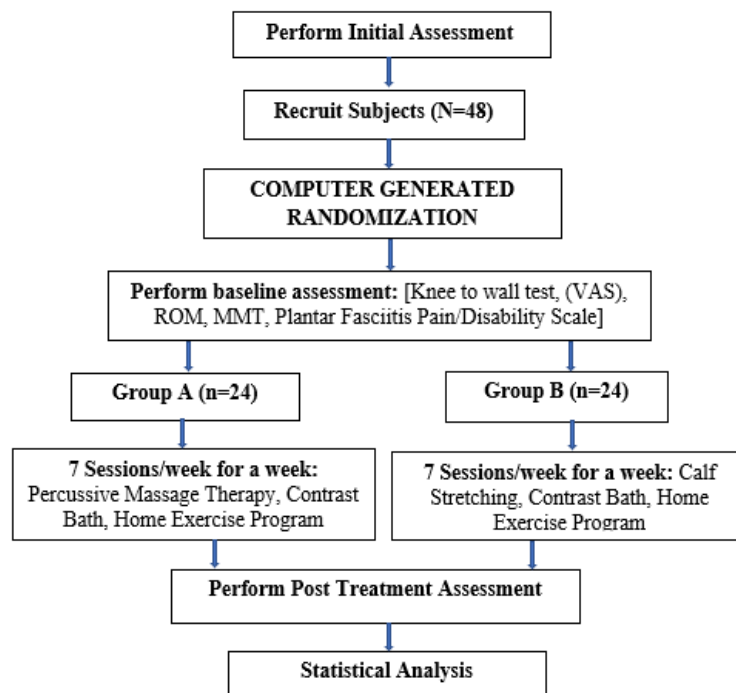 Perform Initial Assessment
Recruit Subjects (N=48)
COMPUTER GENERATED
RANDOMIZATION
Perform baseline assessment: [Knee to wall test, (VAS),
ROM, MMT, Plantar Fasciitis Pain/Disability Scale]
Group A (n=24)
Group B (n=24)
7 Sessions/week for a week:
Percussive Massage Therapy, Contrast
Bath, Home Exercise Program
7 Sessions/week for a week: Calf
Stretching, Contrast Bath, Home
Exercise Program
Perform Post Treatment Assessment
Statistical Analysis